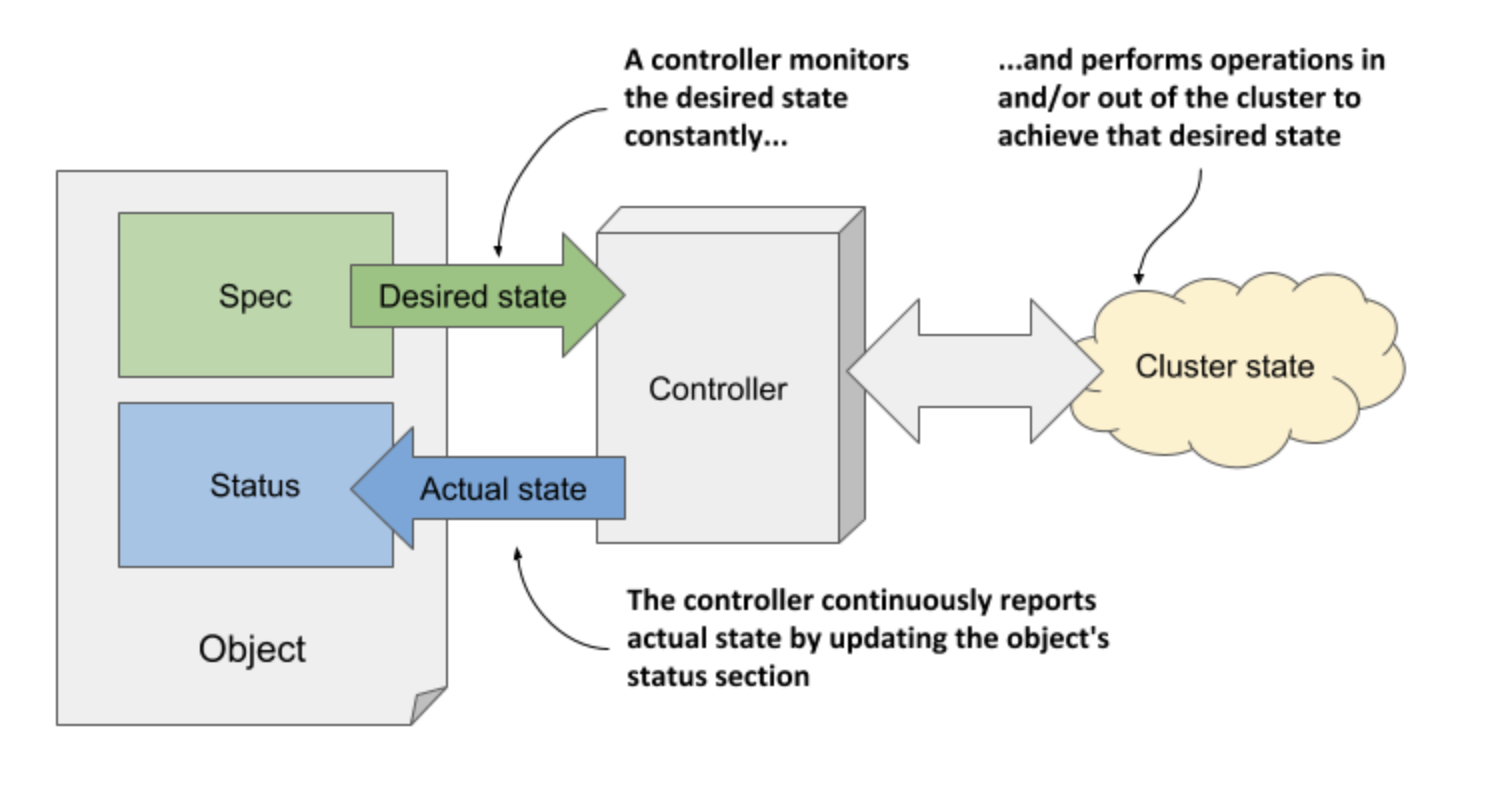 A controller monitors
the desired state
constantly...
...and performs operations in
and/or out of the cluster to
achieve that desired state
Spec
Desired state
Controller
Cluster state
Status
Actual state
Object
The controller continuously reports
actual state by updating the object's
status section